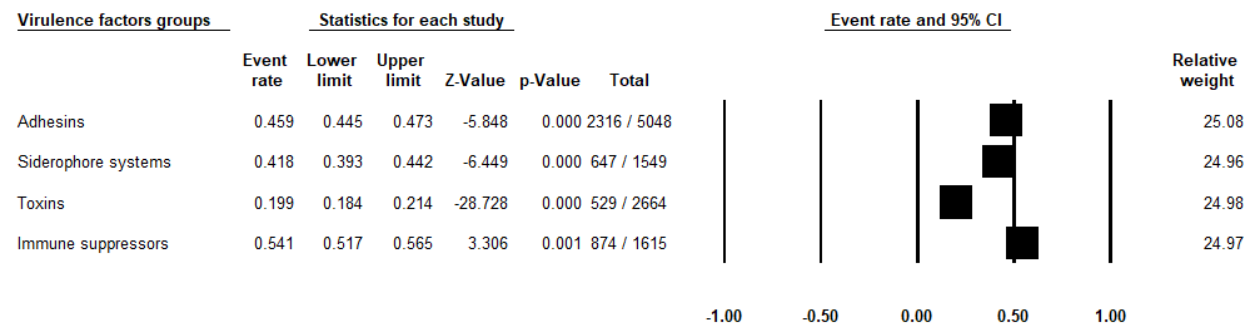 Virulence factors groups Statistics for each study Event rate and 95% CI
Event Lower Upper Relative
rate limit limit Z-Value p-Value Total weight
Adhesins 0.459 0.445 0.473 -5.848 0.000 2316 / 5048 25.08
Siderophore systems 0.418 0.393 0.442 -6.449 0.000 647 / 1549 24.96
Toxins 0.199 0.184 0.214 -28.728 0.000 529 / 2664 24.98
Immune suppressors 0.541 0.517 0.565 3.306 0.001 874 / 1615 24.97
-1.00 -0.50 0.00 0.50 1.00